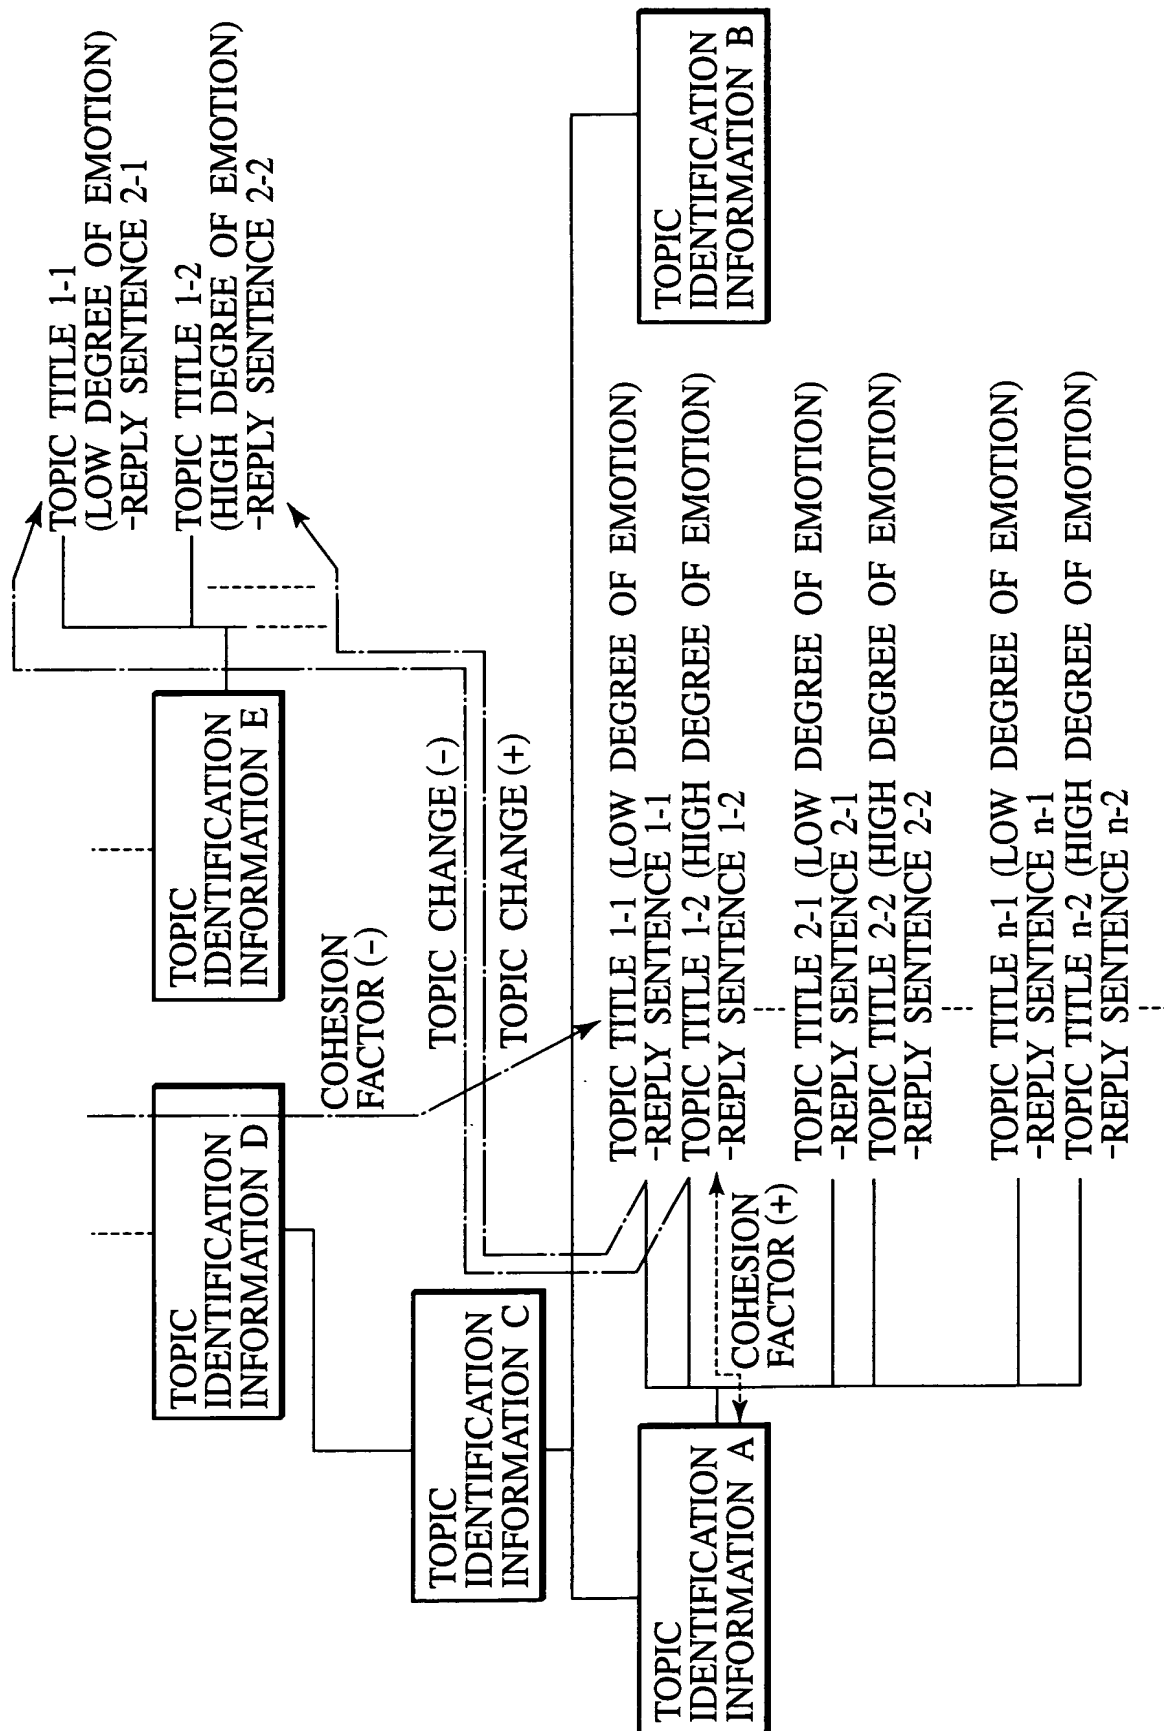 TOPIC
IDENTIFICATION
INFORMATION D
TOPIC
IDENTIFICATION
INFORMATION E
TOPIC TITLE 1-1
(LOW DEGREE OF EMOTION)
-REPLY SENTENCE 2-1
TOPIC TITLE 1-2
(HIGH DEGREE OF EMOTION)
-REPLY SENTENCE 2-2
COHESION
FACTOR (-)
TOPIC CHANGE (-)
TOPIC CHANGE (+)
TOPIC
IDENTIFICATION
INFORMATION C
TOPIC
IDENTIFICATION
INFORMATION A
COHESION
FACTOR (+)
TOPIC TITLE 1-1 (LOW DEGREE OF EMOTION)
-REPLY SENTENCE 1-1
TOPIC TITLE 1-2 (HIGH DEGREE OF EMOTION)
-REPLY SENTENCE 1-2
TOPIC TITLE 2-1 (LOW DEGREE OF EMOTION)
-REPLY SENTENCE 2-1
TOPIC TITLE 2-2 (HIGH DEGREE OF EMOTION)
-REPLY SENTENCE 2-2
TOPIC TITLE n-1 (LOW DEGREE OF EMOTION)
-REPLY SENTENCE n-1
TOPIC TITLE n-2 (HIGH DEGREE OF EMOTION)
-REPLY SENTENCE n-2
TOPIC
IDENTIFICATION
INFORMATION B